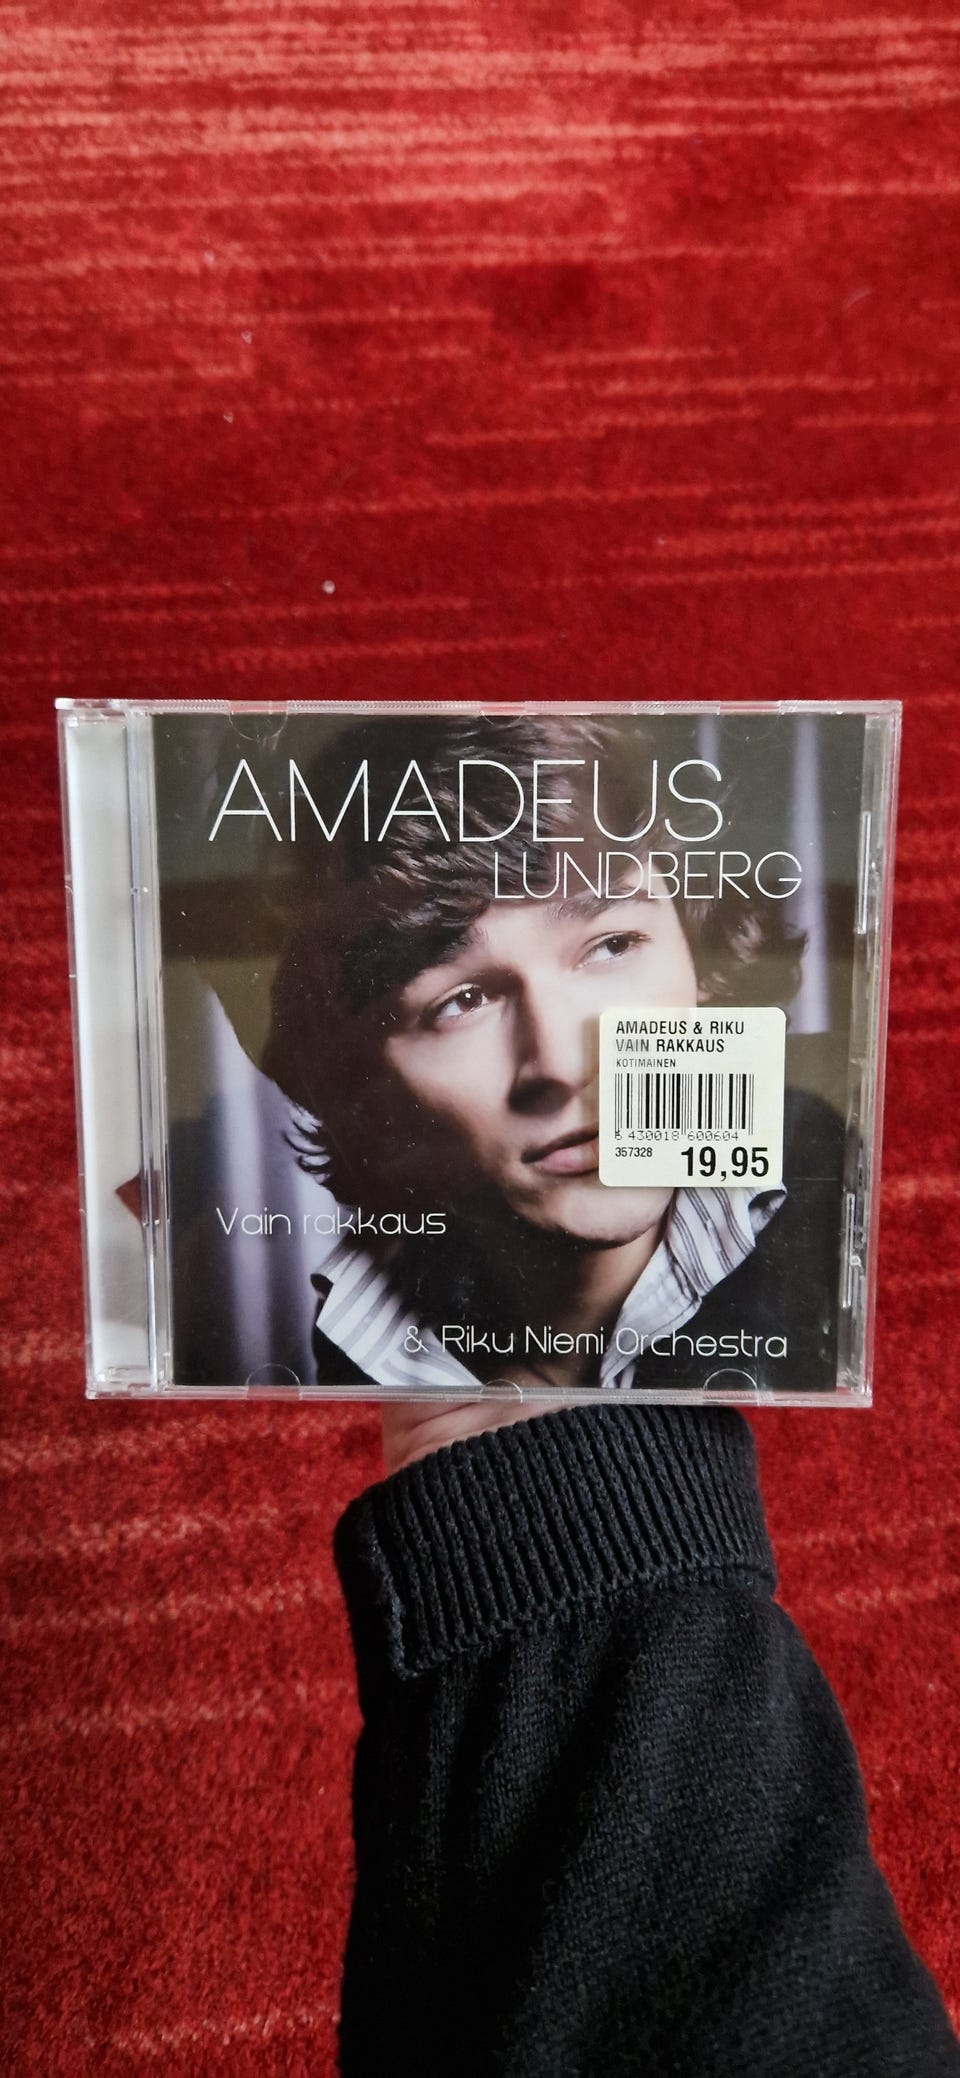 AMADEUS
LUNDBERG
AMADEUS & RIKU
VAIN RAKKAUS
KOTIMAINEN
6 430018 600604
357328 19,95
Vain rakkaus
& Riku Niemi Orchestra